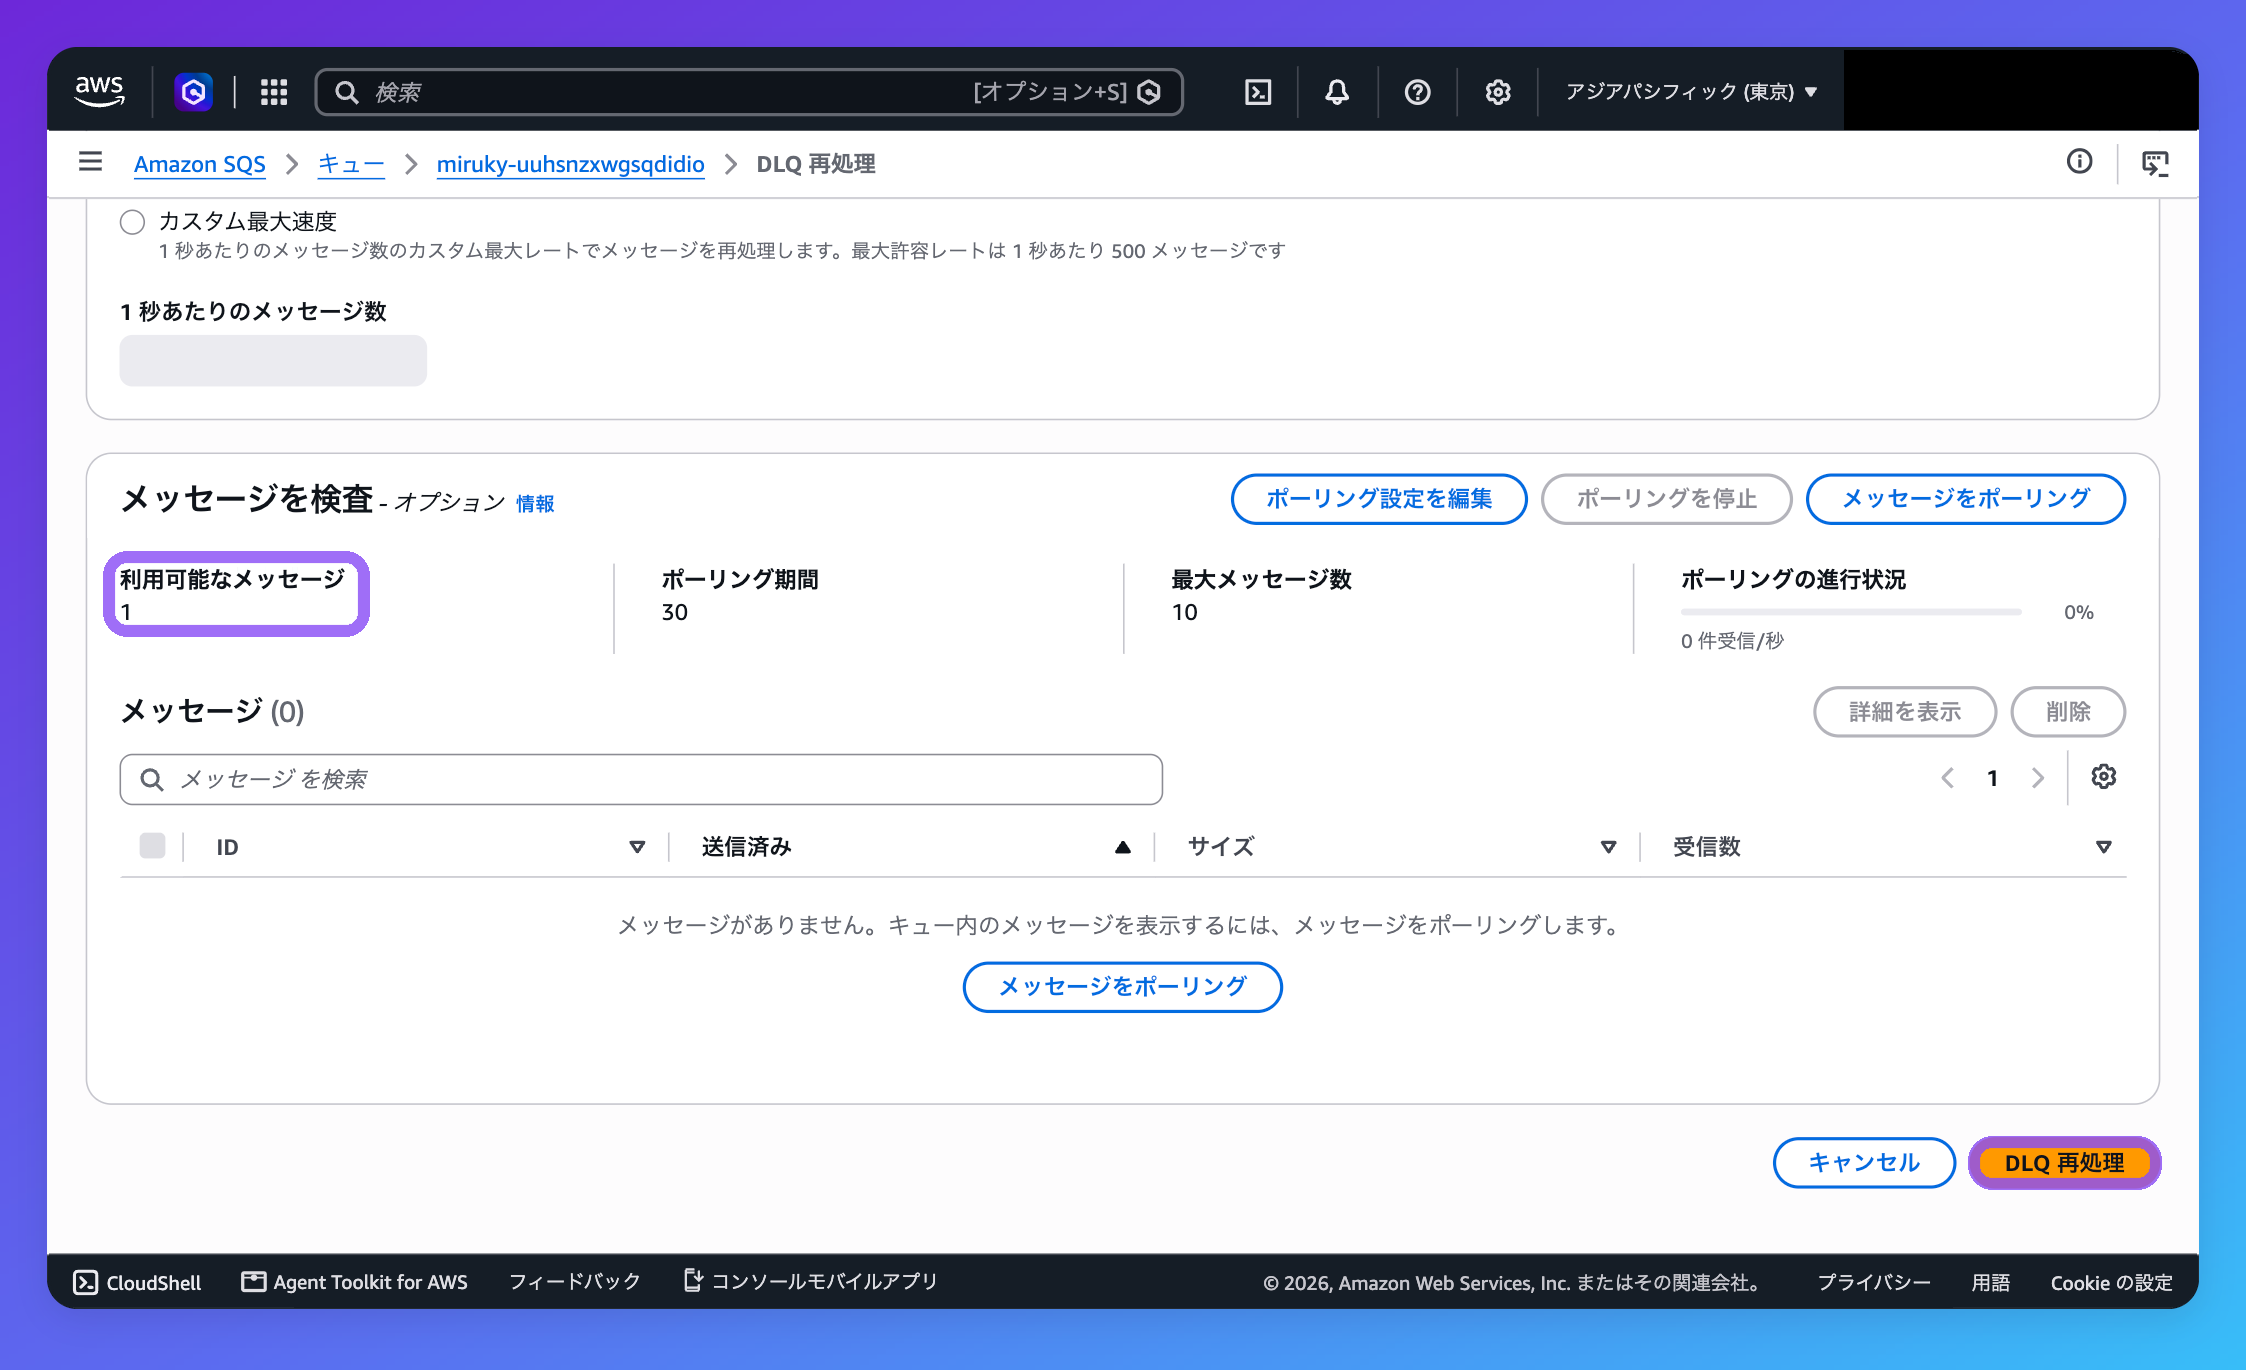 aws
検索
[オプション+S]
アジアパシフィック (東京) ▼
Amazon SQS
キュー
miruky-uuhsnzxwgsqdidio
DLQ 再処理
カスタム最大速度
1 秒あたりのメッセージ数のカスタム最大レートでメッセージを再処理します。最大許容レートは 1 秒あたり 500 メッセージです
1 秒あたりのメッセージ数
メッセージを検査 - オプション 情報
ポーリング設定を編集
ポーリングを停止
メッセージをポーリング
利用可能なメッセージ
1
ポーリング期間
30
最大メッセージ数
10
ポーリングの進行状況
0%
0 件受信/秒
メッセージ (0)
詳細を表示
削除
メッセージ を検索
1
ID
送信済み
サイズ
受信数
メッセージがありません。キュー内のメッセージを表示するには、メッセージをポーリングします。
メッセージをポーリング
キャンセル
DLQ 再処理
CloudShell
Agent Toolkit for AWS
フィードバック
コンソールモバイルアプリ
© 2026, Amazon Web Services, Inc. またはその関連会社。
プライバシー
用語
Cookie の設定